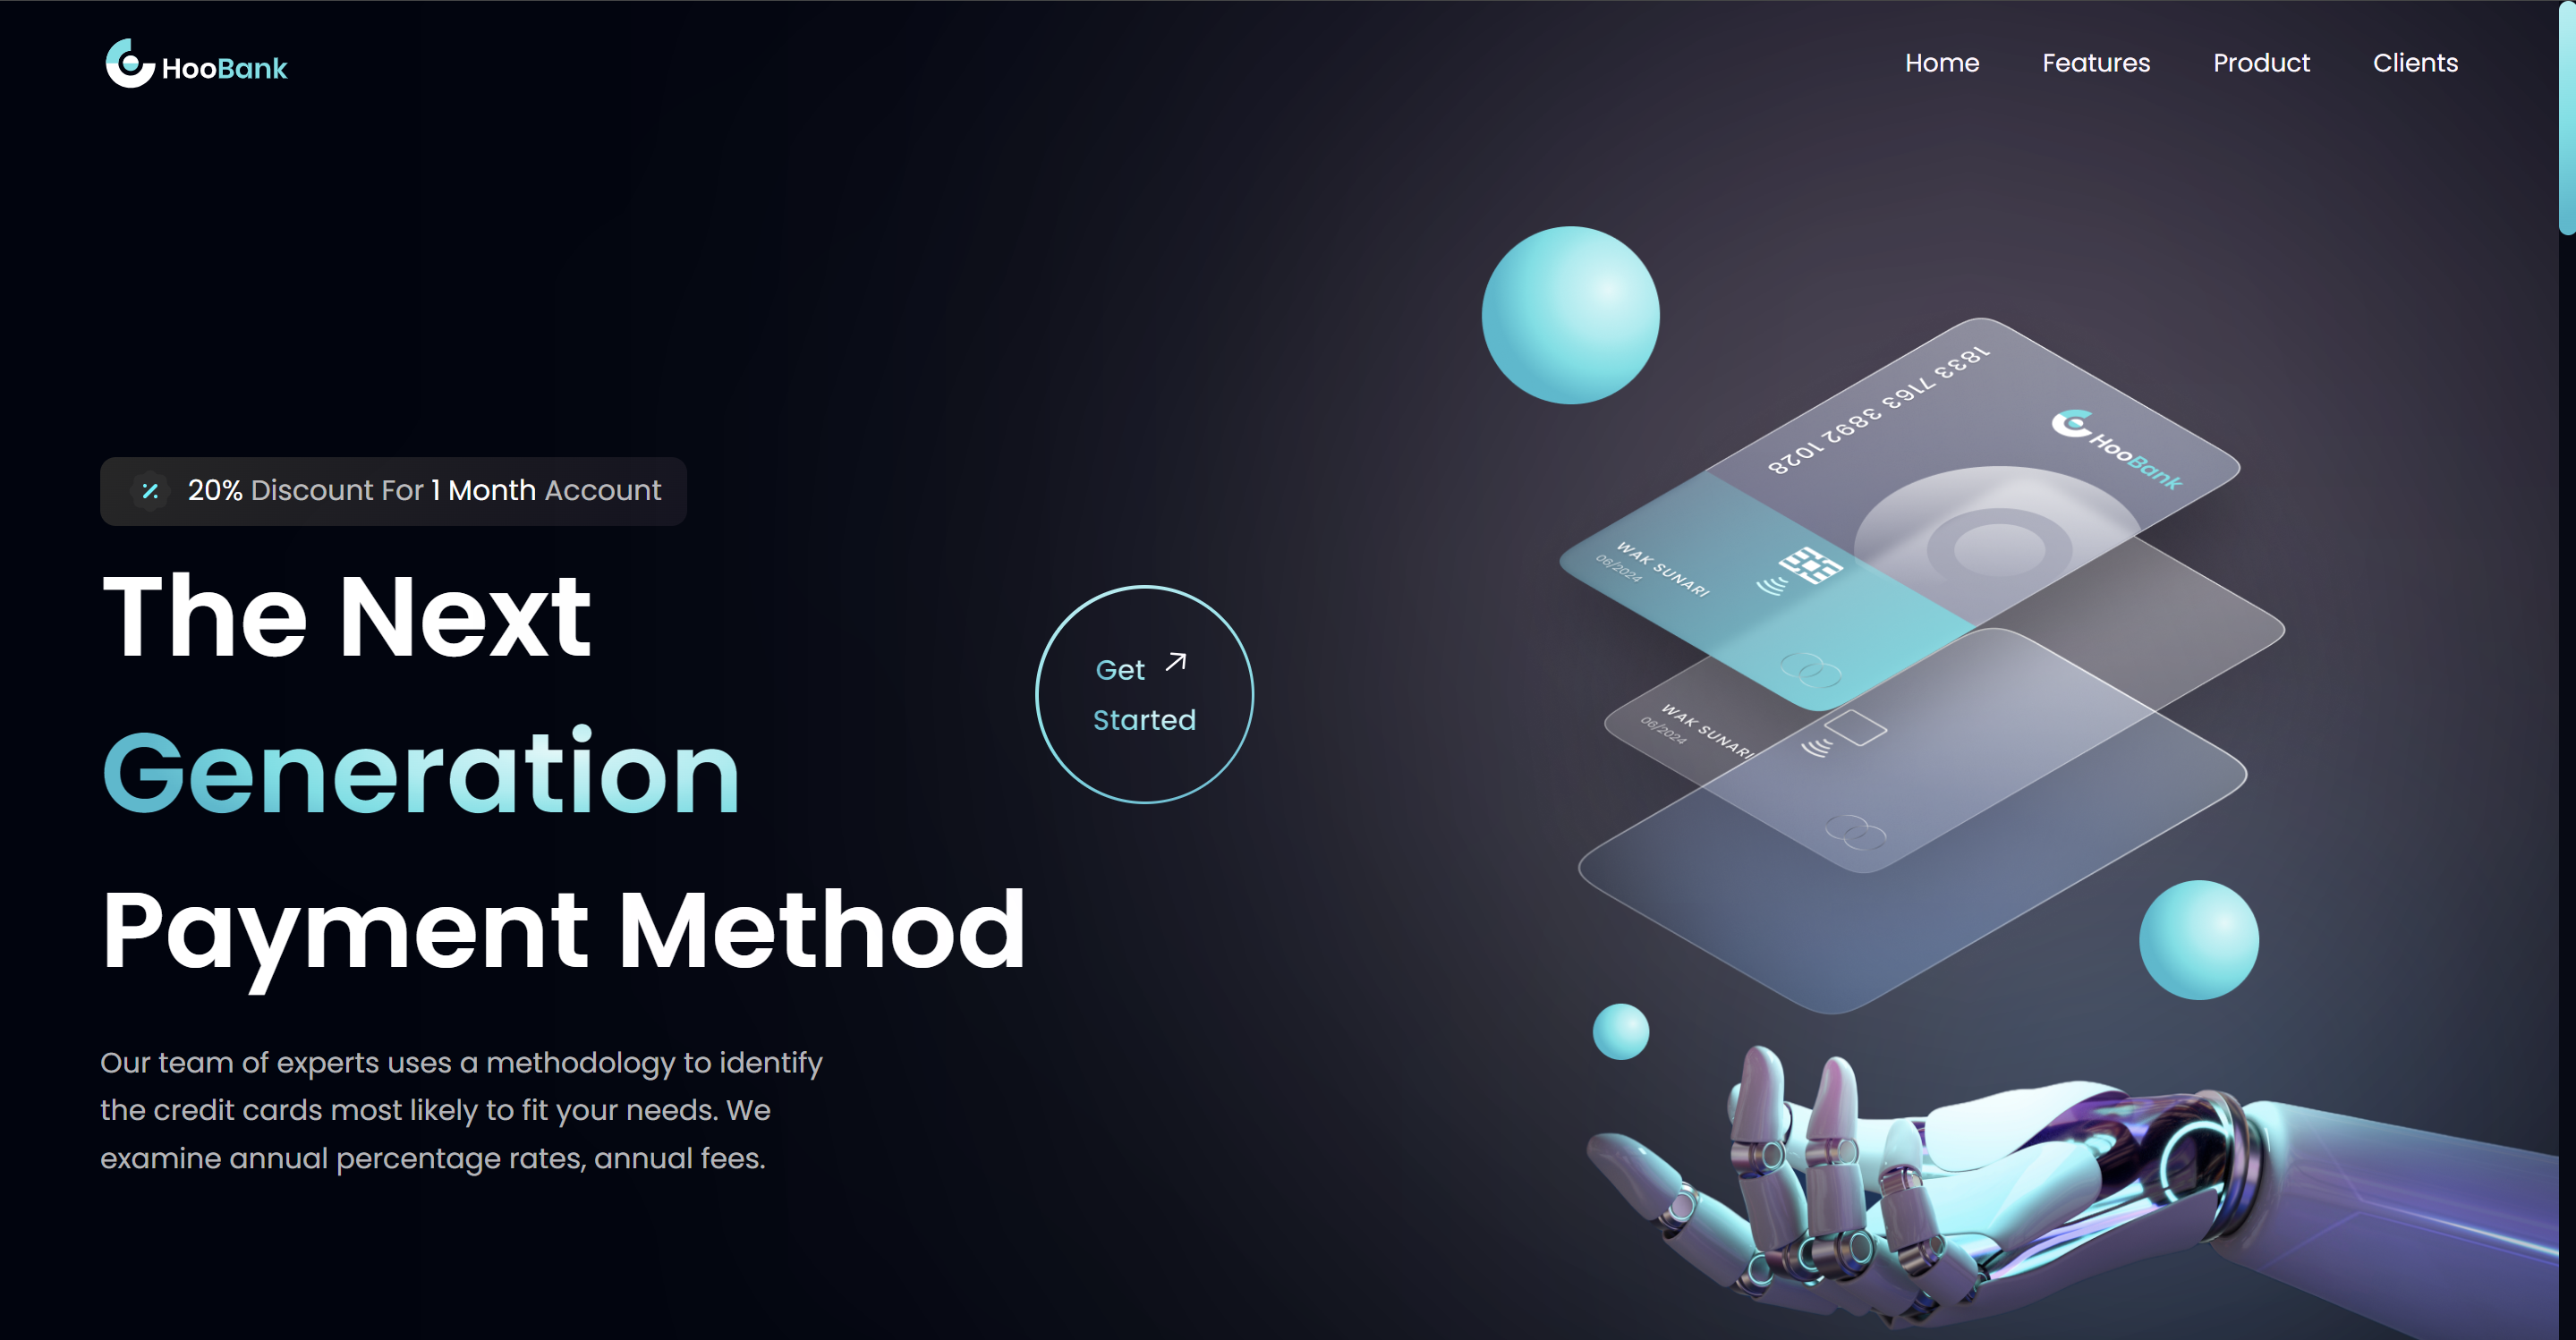 HooBank
Home
Features
Product
Clients
20% Discount For 1 Month Account
The Next
Generation
Payment Method
Get
Started
Our team of experts uses a methodology to identify
the credit cards most likely to fit your needs. We
examine annual percentage rates, annual fees.
1833 7163 3892 1028
HooBank
WAK SUNARI
06/2024
WAK SUNARI
06/2024